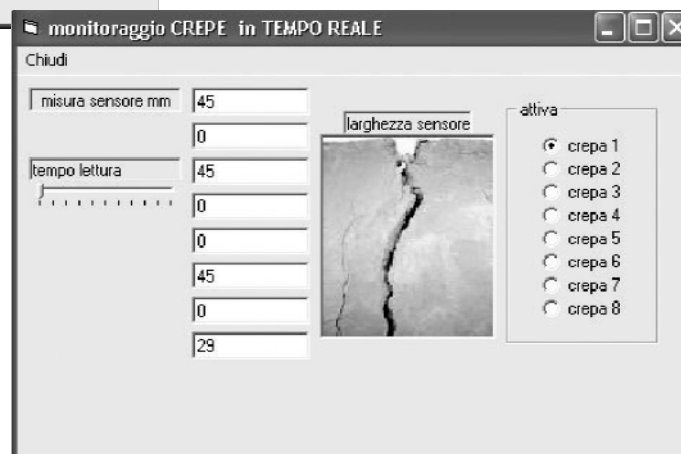 monitoraggio CREPE in TEMPO REALE
Chiudi
misura sensore mm
45
0
tempo lettura
45
0
0
45
0
29
larghezza sensore
attiva
crepa 1
crepa 2
crepa 3
crepa 4
crepa 5
crepa 6
crepa 7
crepa 8